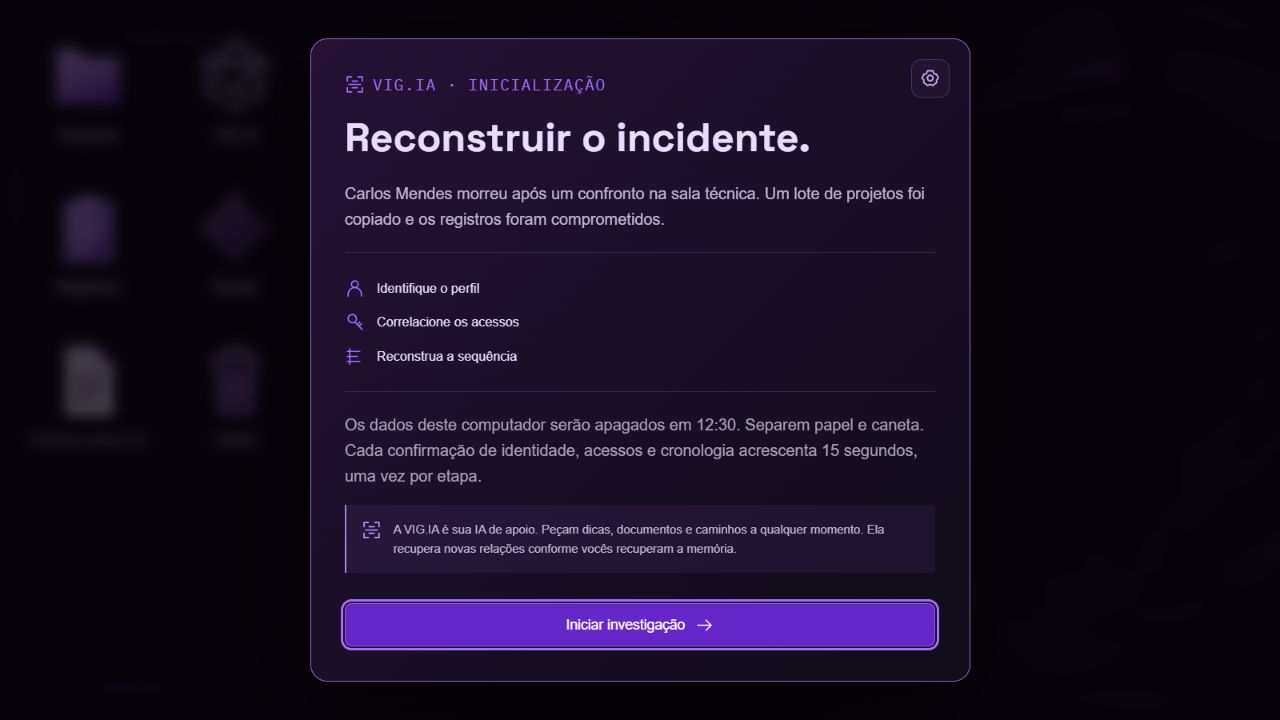 VIG.IA · INICIALIZAÇÃO
Reconstruir o incidente.
Carlos Mendes morreu após um confronto na sala técnica. Um lote de projetos foi
copiado e os registros foram comprometidos.
Identifique o perfil
Correlacione os acessos
Reconstrua a sequência
Os dados deste computador serão apagados em 12:30. Separem papel e caneta.
Cada confirmação de identidade, acessos e cronologia acrescenta 15 segundos,
uma vez por etapa.
A VIG.IA é sua IA de apoio. Peçam dicas, documentos e caminhos a qualquer momento. Ela
recupera novas relações conforme vocês recuperam a memória.
Iniciar investigação